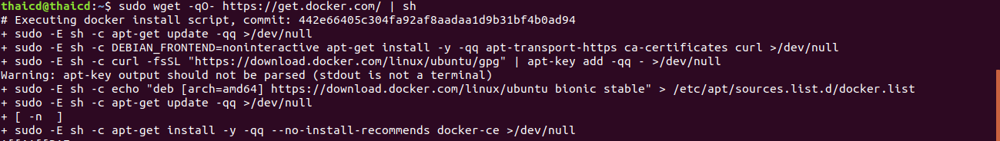 thaicd@thaicd:~$ sudo wget -qO- https://get.docker.com/ | sh
# Executing docker install script, commit: 442e66405c304fa92af8aadaa1d9b31bf4b0ad94
+ sudo -E sh -c apt-get update -qq >/dev/null
+ sudo -E sh -c DEBIAN_FRONTEND=noninteractive apt-get install -y -qq apt-transport-https ca-certificates curl >/dev/null
+ sudo -E sh -c curl -fsSL "https://download.docker.com/linux/ubuntu/gpg" | apt-key add -qq - >/dev/null
Warning: apt-key output should not be parsed (stdout is not a terminal)
+ sudo -E sh -c echo "deb [arch=amd64] https://download.docker.com/linux/ubuntu bionic stable" > /etc/apt/sources.list.d/docker.list
+ sudo -E sh -c apt-get update -qq >/dev/null
+ [ -n  ]
+ sudo -E sh -c apt-get install -y -qq --no-install-recommends docker-ce >/dev/null